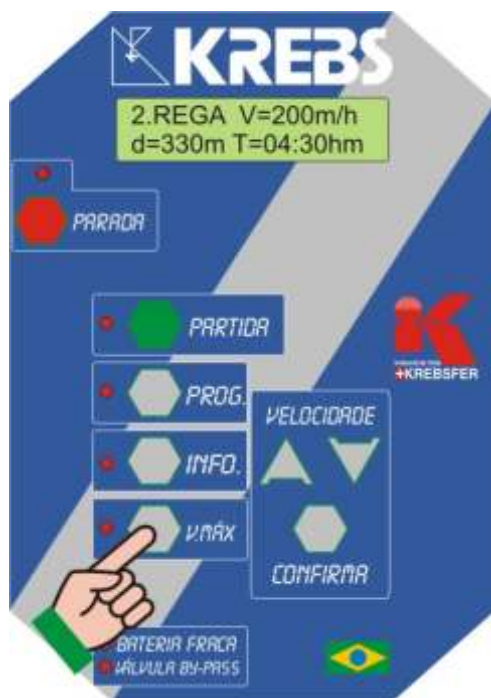 KREBS
2.REGA V=200m/h
d=330m T=04:30hm
PARADA
PARTIDA
PROG.
INFO.
V.MÁX
VELOCIDADE
CONFIRMA
+KREBSFER
BATERIA FRACA
VÁLVULA BY-PASS